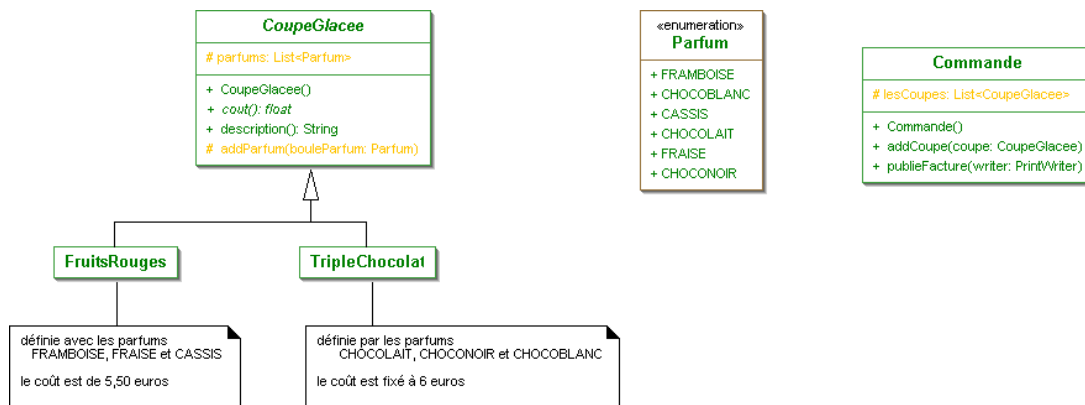 CoupeGlacee
# parfums: List<Parfum>
+ CoupeGlacee()
+ cout(): float
+ description(): String
# addParfum(bouleParfum: Parfum)
«enumeration»
Parfum
+ FRAMBOISE
+ CHOCOBLANC
+ CASSIS
+ CHOCOLAIT
+ FRAISE
+ CHOCONOIR
Commande
# lesCoupes: List<CoupeGlacee>
+ Commande()
+ addCoupe(coupe: CoupeGlacee)
+ publieFacture(writer: PrintWriter)
FruitsRouges
TripleChocolat
définie avec les parfums
FRAMBOISE, FRAISE et CASSIS
le coût est de 5,50 euros
définie par les parfums
CHOCOLAIT, CHOCONOIR et CHOCOBLANC
le coût est fixé à 6 euros